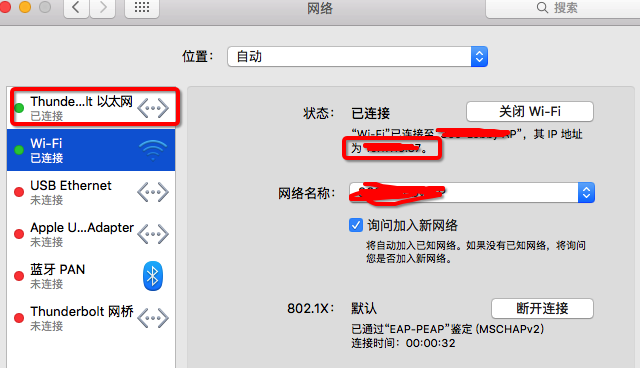 网络
搜索
位置：
自动
Thunde...lt 以太网
已连接
Wi-Fi
已连接
USB Ethernet
未连接
Apple U...Adapter
未连接
蓝牙 PAN
未连接
Thunderbolt 网桥
未连接
状态：
已连接
关闭 Wi-Fi
“Wi-Fi”已连接至，其 IP 地址
为
网络名称：
询问加入新网络
将自动加入已知网络。如果没有已知网络，将询问
您是否加入新网络。
802.1X：
默认
断开连接
已通过“EAP-PEAP”鉴定 (MSCHAPv2)
连接时间：00:00:32